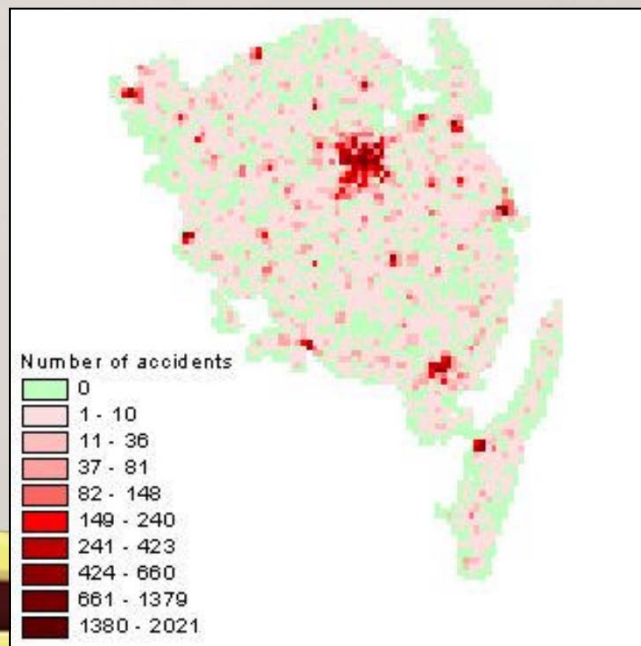 Number of accidents
0
1 - 10
11 - 36
37 - 81
82 - 148
149 - 240
241 - 423
424 - 660
661 - 1379
1380 - 2021